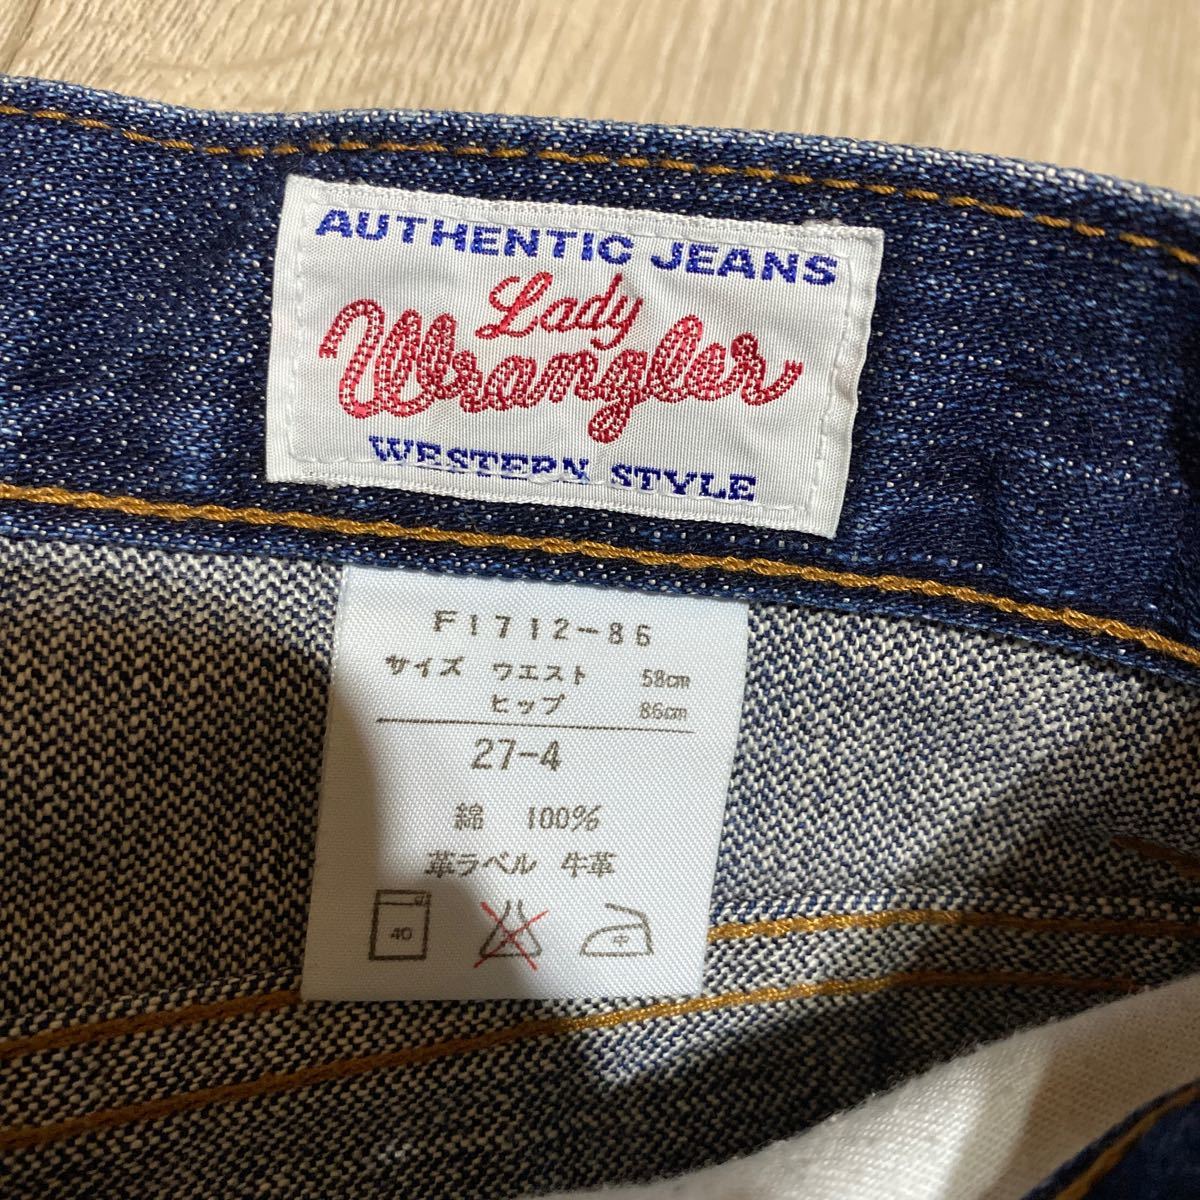 AUTHENTIC JEANS
Lady
Wrangler
WESTERN STYLE
F1712-86
サイズ ウエスト 58cm
ヒップ 86cm
27-4
綿 100%
革ラベル 牛革
40
中